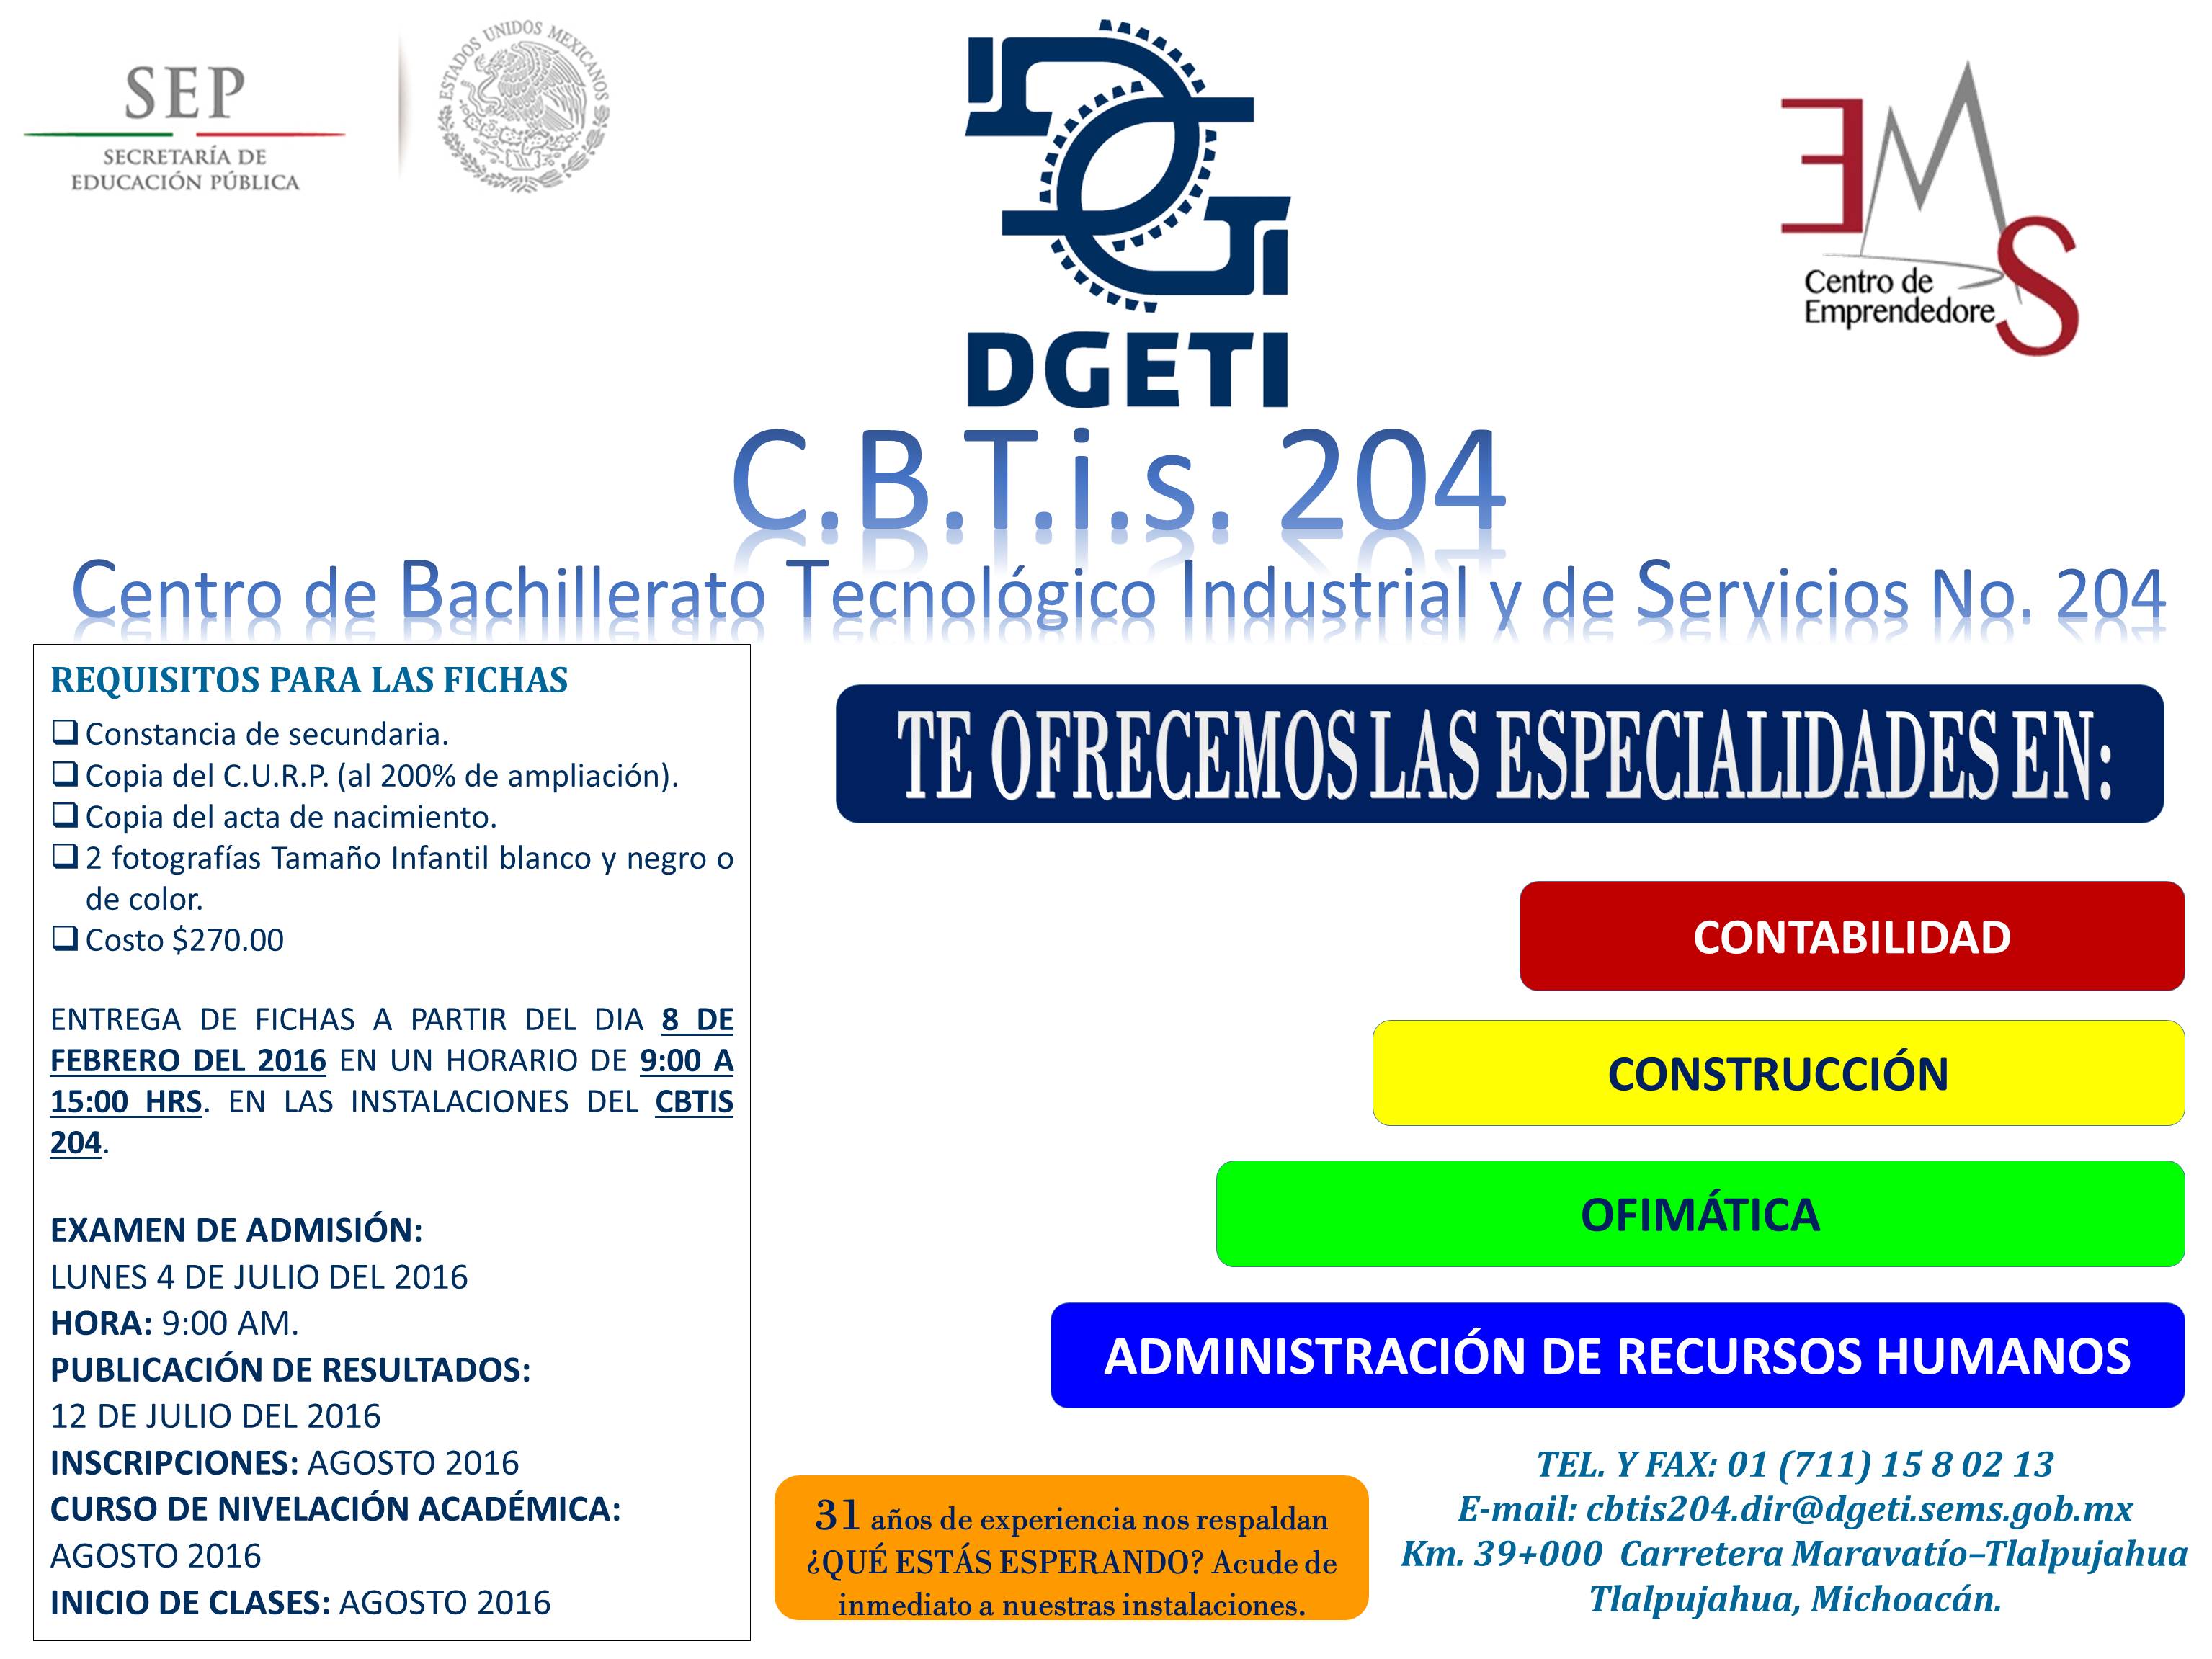 SEP
SECRETARÍA DE
EDUCACIÓN PÚBLICA
ESTADOS UNIDOS MEXICANOS
DGETI
EMS
Centro de
EmprendedoreS
C.B.T.i.s. 204
Centro de Bachillerato Tecnológico Industrial y de Servicios No. 204
REQUISITOS PARA LAS FICHAS
❑ Constancia de secundaria.
❑ Copia del C.U.R.P. (al 200% de ampliación).
❑ Copia del acta de nacimiento.
❑ 2 fotografías Tamaño Infantil blanco y negro o
de color.
❑ Costo $270.00
ENTREGA DE FICHAS A PARTIR DEL DIA 8 DE
FEBRERO DEL 2016 EN UN HORARIO DE 9:00 A
15:00 HRS. EN LAS INSTALACIONES DEL CBTIS
204.
EXAMEN DE ADMISIÓN:
LUNES 4 DE JULIO DEL 2016
HORA: 9:00 AM.
PUBLICACIÓN DE RESULTADOS:
12 DE JULIO DEL 2016
INSCRIPCIONES: AGOSTO 2016
CURSO DE NIVELACIÓN ACADÉMICA:
AGOSTO 2016
INICIO DE CLASES: AGOSTO 2016
TE OFRECEMOS LAS ESPECIALIDADES EN:
CONTABILIDAD
CONSTRUCCIÓN
OFIMÁTICA
ADMINISTRACIÓN DE RECURSOS HUMANOS
31 años de experiencia nos respaldan
¿QUÉ ESTÁS ESPERANDO? Acude de
inmediato a nuestras instalaciones.
TEL. Y FAX: 01 (711) 15 8 02 13
E-mail: cbtis204.dir@dgeti.sems.gob.mx
Km. 39+000 Carretera Maravatío–Tlalpujahua
Tlalpujahua, Michoacán.